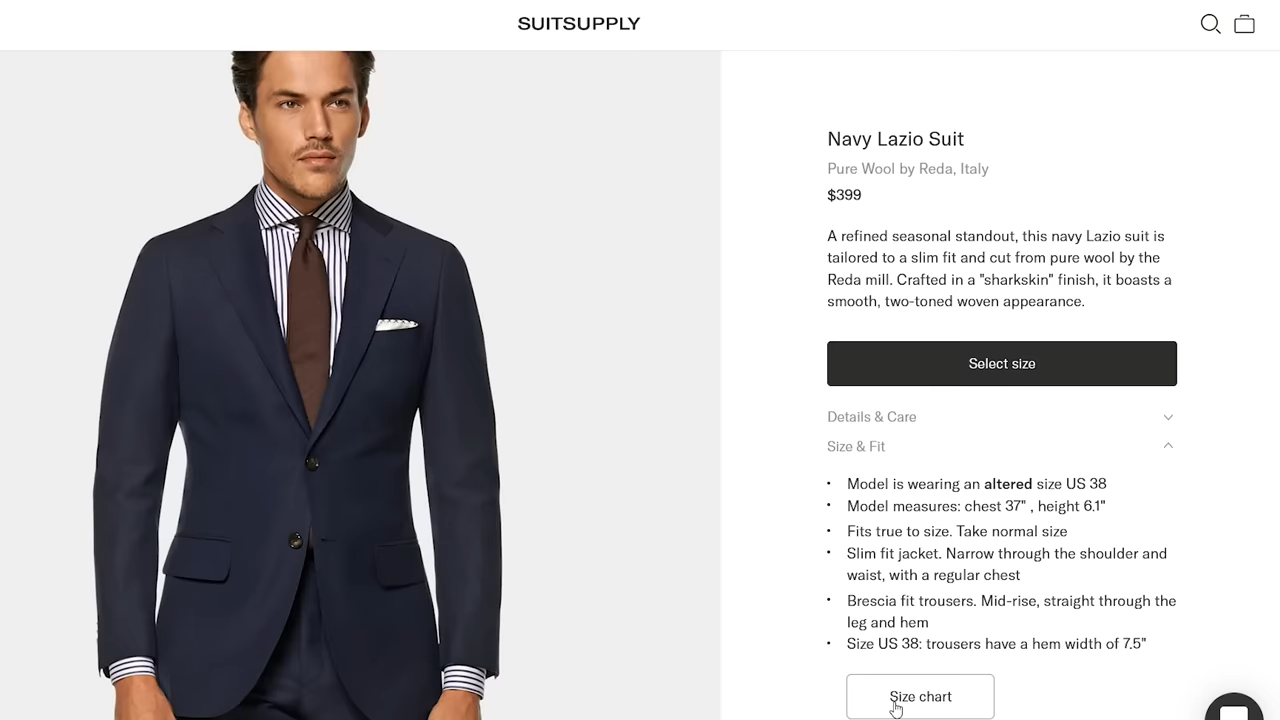 SUITSUPPLY
Navy Lazio Suit
Pure Wool by Reda, Italy
$399
A refined seasonal standout, this navy Lazio suit is
tailored to a slim fit and cut from pure wool by the
Reda mill. Crafted in a "sharkskin" finish, it boasts a
smooth, two-toned woven appearance.
Select size
Details & Care
Size & Fit
• Model is wearing an altered size US 38
• Model measures: chest 37" , height 6.1"
• Fits true to size. Take normal size
• Slim fit jacket. Narrow through the shoulder and
waist, with a regular chest
• Brescia fit trousers. Mid-rise, straight through the
leg and hem
• Size US 38: trousers have a hem width of 7.5"
Size chart